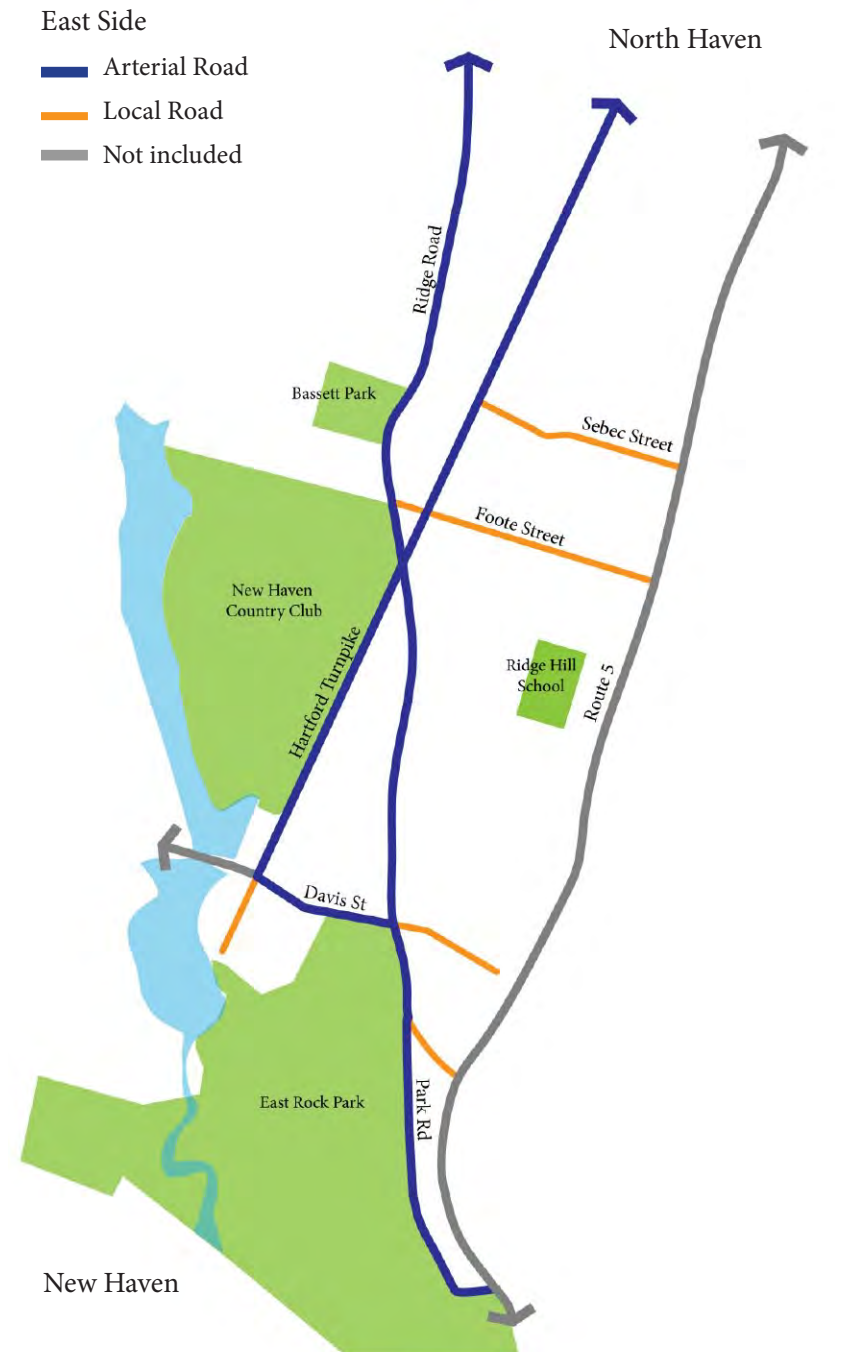 East Side
Arterial Road
Local Road
Not included
North Haven
Ridge Road
Bassett Park
Sebec Street
Foote Street
New Haven
Country Club
Hartford Turnpike
Ridge Hill
School
Route 5
Davis St
East Rock Park
Park Rd
New Haven